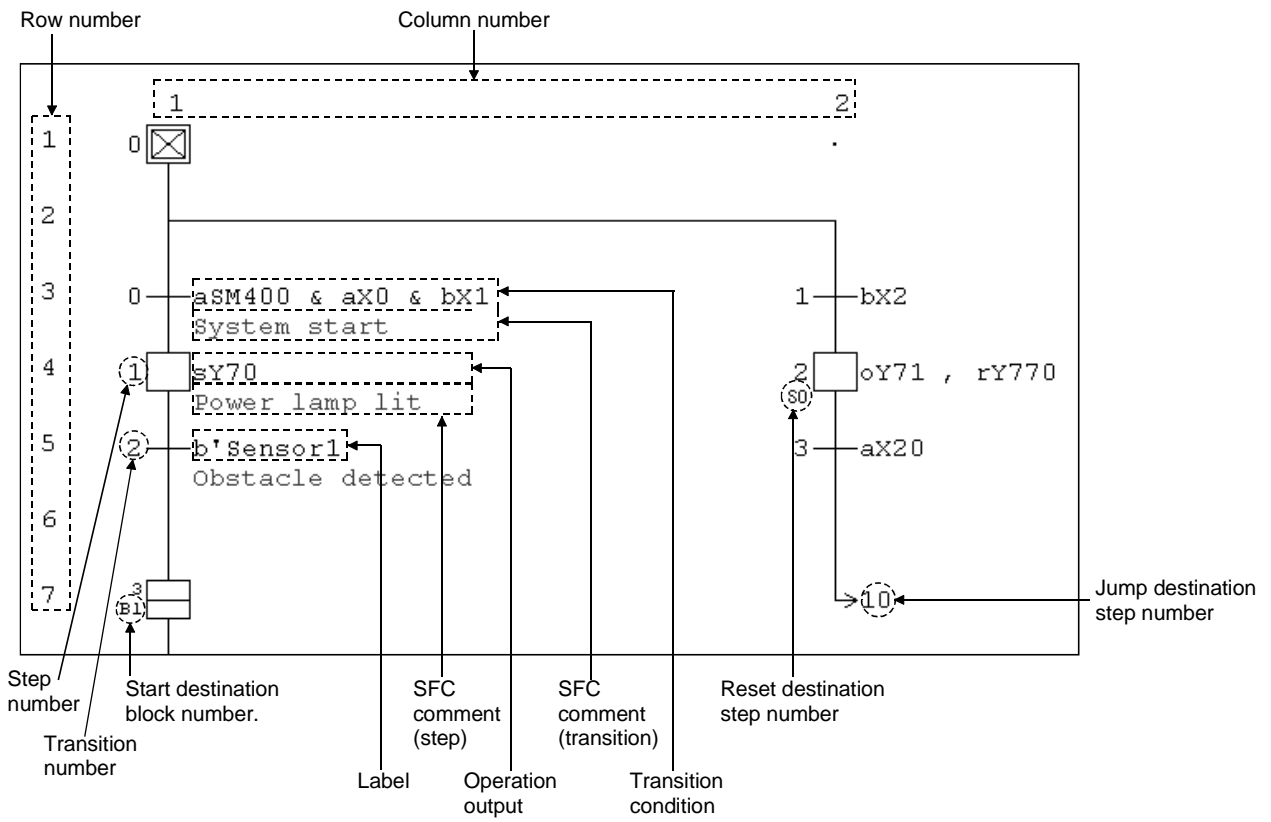 Row number
Column number
1 2
1 0
2
3 0 aSM400 & aX0 & bX1 1 bX2
System start
4 1 sY70 2 oY71 , rY770
Power lamp lit S0
5 2 b'Sensor1 3 aX20
Obstacle detected
6
7 3
B1 >10
Jump destination
step number
Step
number
Start destination
block number.
SFC
comment
(step)
SFC
comment
(transition)
Reset destination
step number
Transition
number
Label
Operation
output
Transition
condition